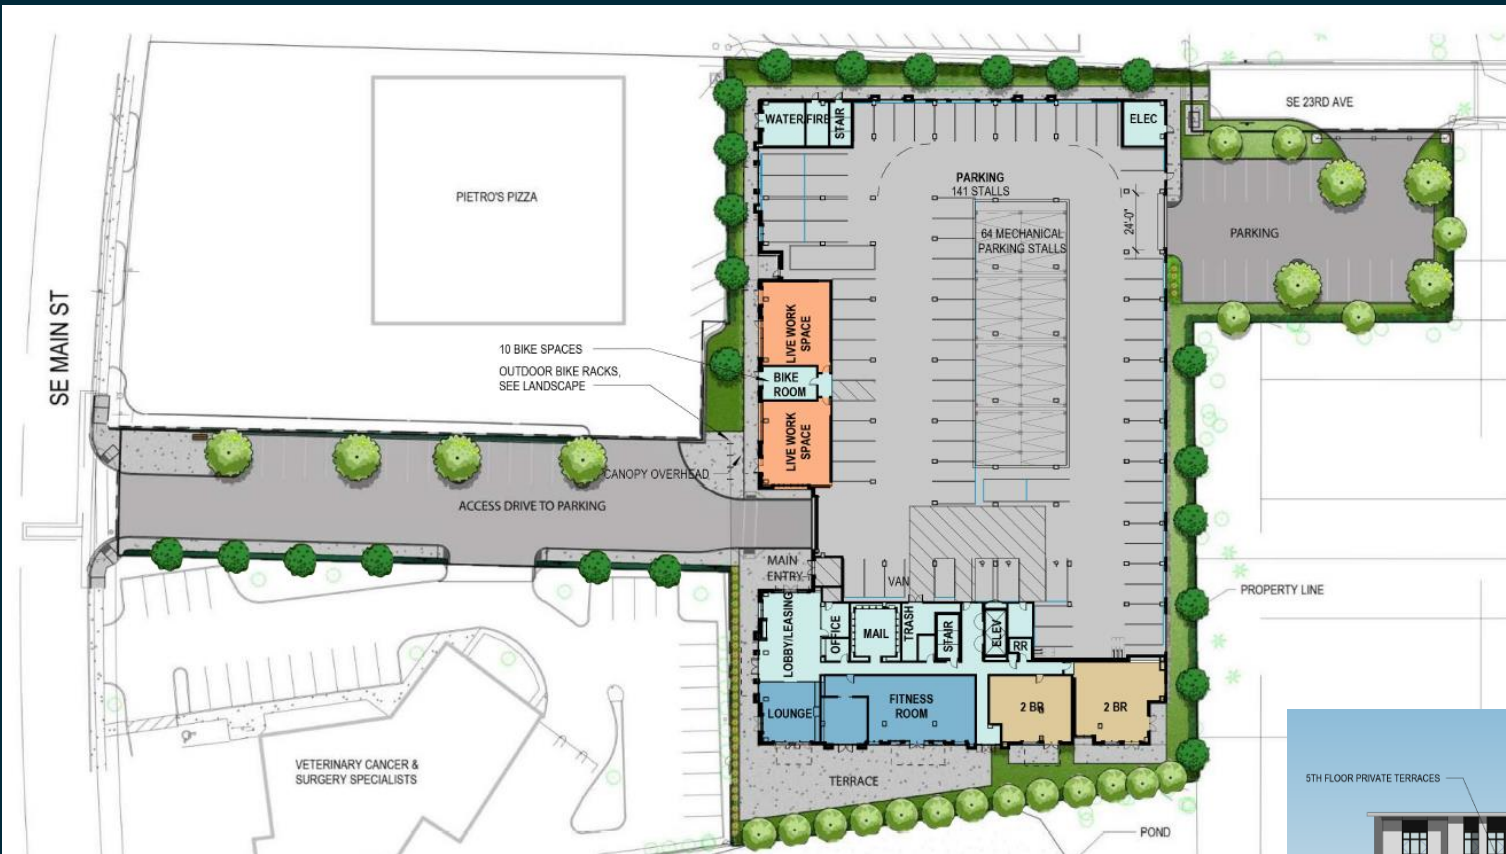 SE 23RD AVE
WATER
FIRE
STAIR
ELEC
PARKING
141 STALLS
PIETRO'S PIZZA
24'-0"
64 MECHANICAL
PARKING STALLS
PARKING
SE MAIN ST
LIVE WORK
SPACE
10 BIKE SPACES
OUTDOOR BIKE RACKS,
SEE LANDSCAPE
BIKE
ROOM
LIVE WORK
SPACE
CANOPY OVERHEAD
ACCESS DRIVE TO PARKING
MAIN
ENTRY
VAN
PROPERTY LINE
LOBBY/LEASING
OFFICE
MAIL
TRASH
STAIR
ELEV
RR
LOUNGE
FITNESS
ROOM
2 BR
2 BR
VETERINARY CANCER &
SURGERY SPECIALISTS
TERRACE
5TH FLOOR PRIVATE TERRACES
POND